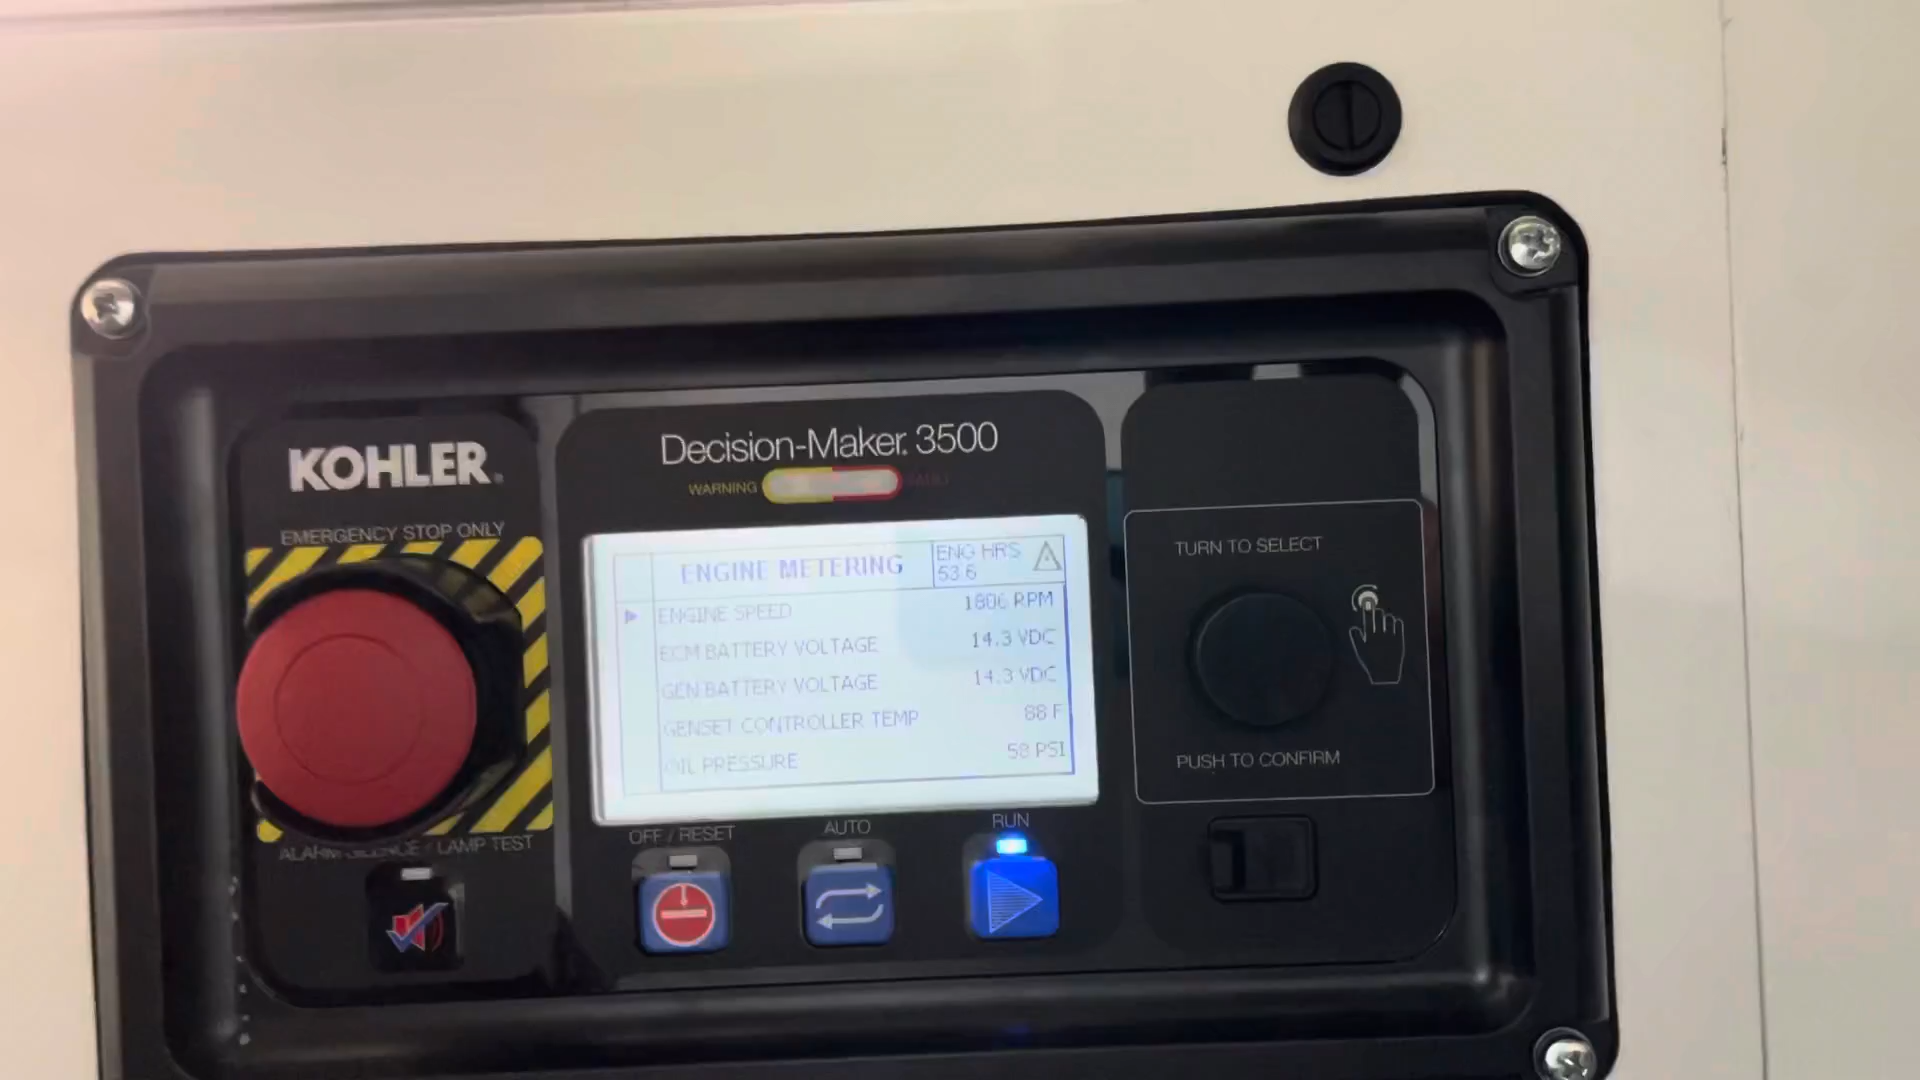 KOHLER
EMERGENCY STOP ONLY
ALARM SILENCE / LAMP TEST
Decision-Maker. 3500
WARNING FAULT
ENGINE METERING
ENG HRS
53.6
ENGINE SPEED 1806 RPM
ECM BATTERY VOLTAGE 14.3 VDC
GEN BATTERY VOLTAGE 14.3 VDC
GENSET CONTROLLER TEMP 88 F
OIL PRESSURE 58 PSI
OFF / RESET
AUTO
RUN
TURN TO SELECT
PUSH TO CONFIRM